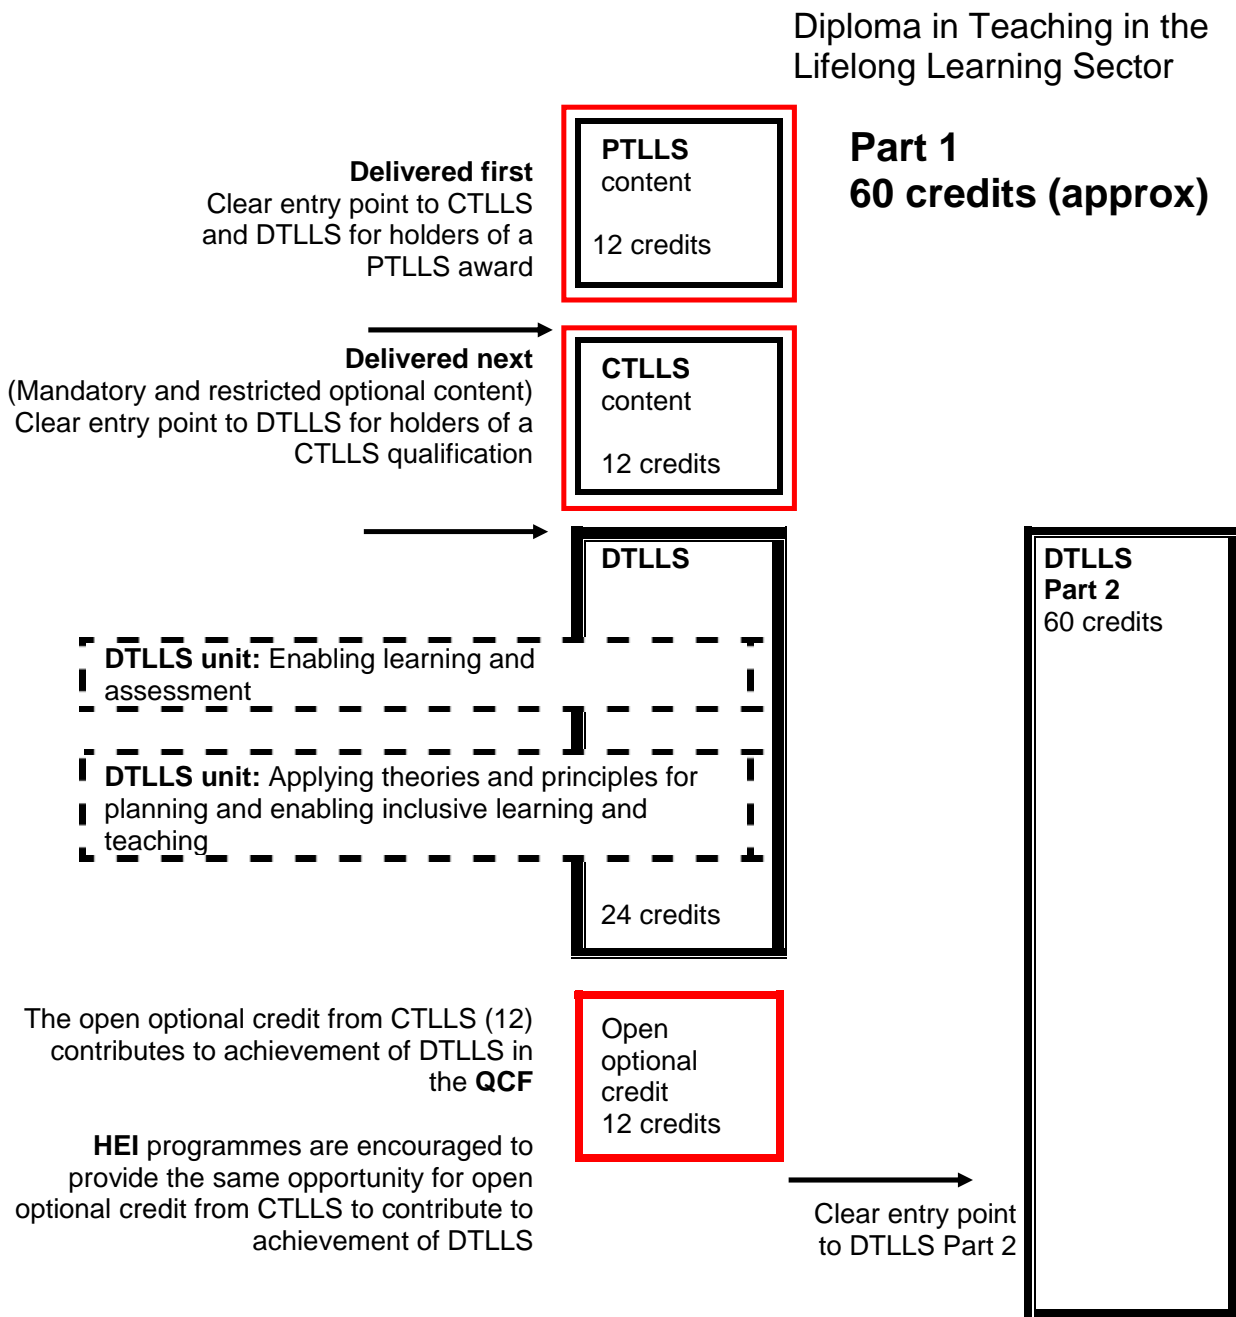 Diploma in Teaching in the
Lifelong Learning Sector
Part 1
60 credits (approx)
Delivered first
Clear entry point to CTLLS
and DTLLS for holders of a
PTLLS award
PTLLS
content
12 credits
Delivered next
(Mandatory and restricted optional content)
Clear entry point to DTLLS for holders of a
CTLLS qualification
CTLLS
content
12 credits
DTLLS
DTLLS unit: Enabling learning and
assessment
DTLLS unit: Applying theories and principles for
planning and enabling inclusive learning and
teaching
24 credits
DTLLS
Part 2
60 credits
The open optional credit from CTLLS (12)
contributes to achievement of DTLLS in
the QCF
HEI programmes are encouraged to
provide the same opportunity for open
optional credit from CTLLS to contribute to
achievement of DTLLS
Open
optional
credit
12 credits
Clear entry point
to DTLLS Part 2